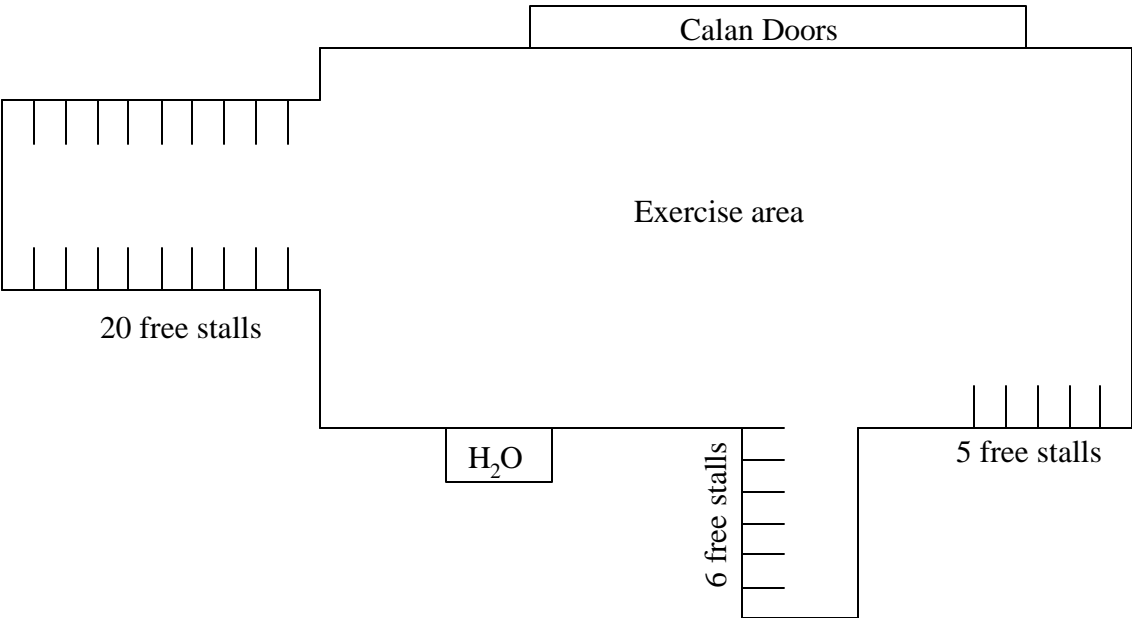 Calan Doors
Exercise area
20 free stalls
H₂O
6 free stalls
5 free stalls